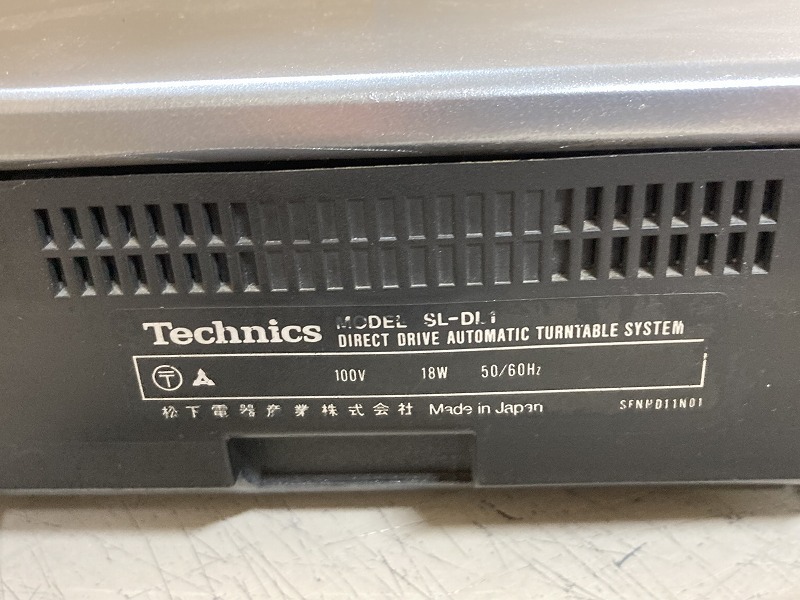 Technics MODEL SL-DL1
DIRECT DRIVE AUTOMATIC TURNTABLE SYSTEM
〒 100V 18W 50/60Hz
松下電器産業株式会社 Made in Japan